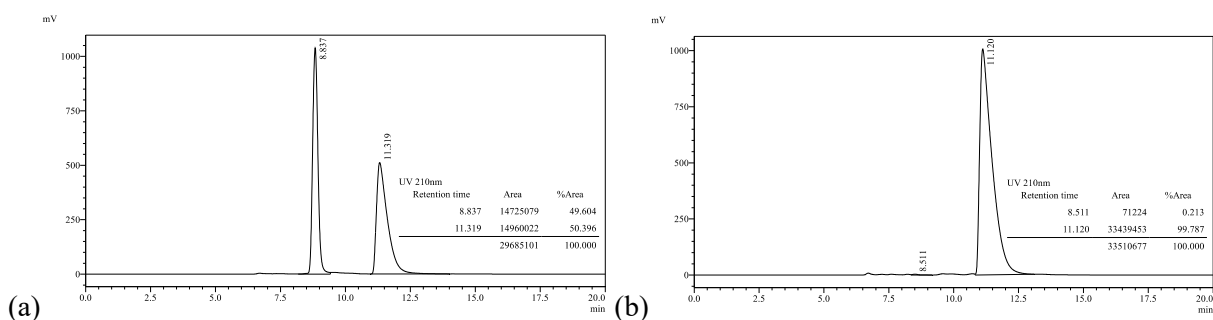 mV
1000
750
500
250
0
8.837
11.319
UV 210nm
Retention time Area %Area
8.837 14725079 49.604
11.319 14960022 50.396
29685101 100.000
0.0 2.5 5.0 7.5 10.0 12.5 15.0 17.5 20.0
min
(a)
mV
1000
750
500
250
0
8.511
11.120
UV 210nm
Retention time Area %Area
8.511 71224 0.213
11.120 33439453 99.787
33510677 100.000
0.0 2.5 5.0 7.5 10.0 12.5 15.0 17.5 20.0
min
(b)